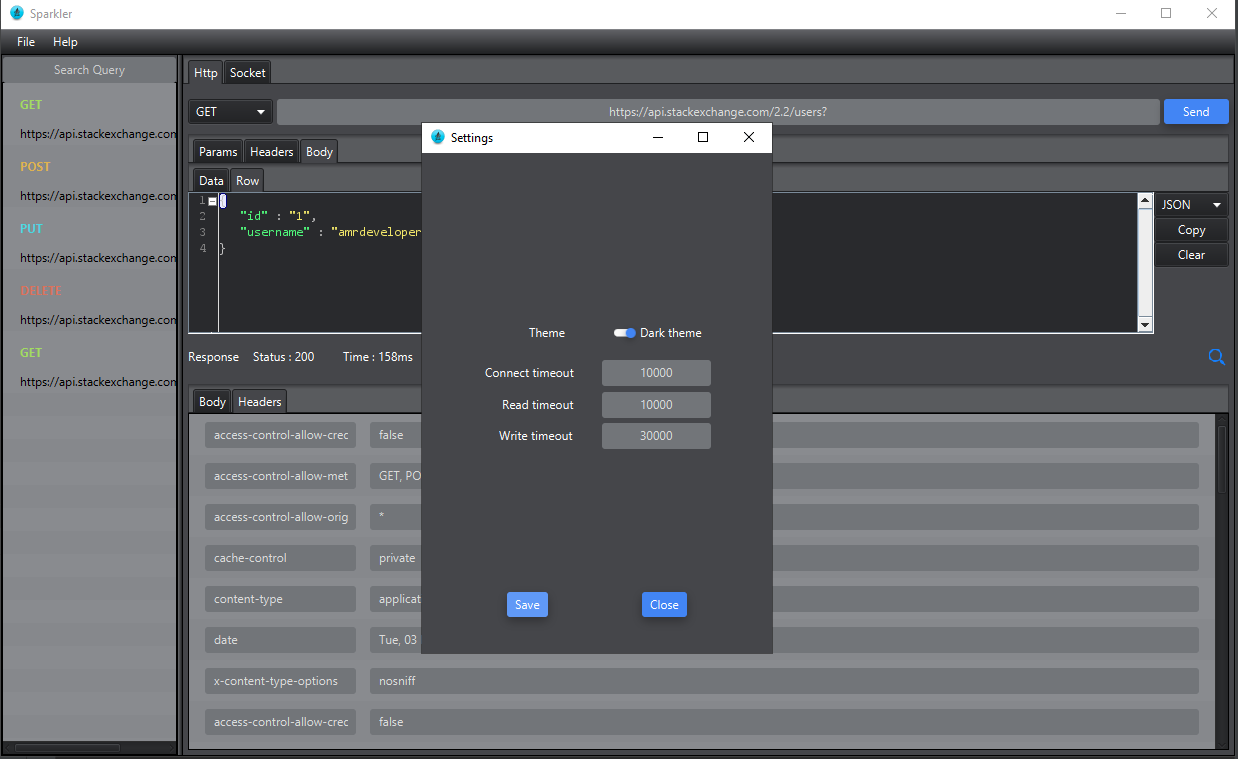 Sparkler
File Help
Search Query
GET
https://api.stackexchange.con
POST
https://api.stackexchange.con
PUT
https://api.stackexchange.con
DELETE
https://api.stackexchange.con
GET
https://api.stackexchange.con
Http Socket
GET https://api.stackexchange.com/2.2/users? Send
Params Headers Body
Data Row
1 {
2 "id" : "1",
3 "username" : "amrdeveloper
4 }
JSON
Copy
Clear
Response Status : 200 Time : 158ms
Body Headers
access-control-allow-crec false
access-control-allow-met GET, PO
access-control-allow-orig *
cache-control private
content-type applicat
date Tue, 03
x-content-type-options nosniff
access-control-allow-crec false
Settings
Theme Dark theme
Connect timeout 10000
Read timeout 10000
Write timeout 30000
Save Close